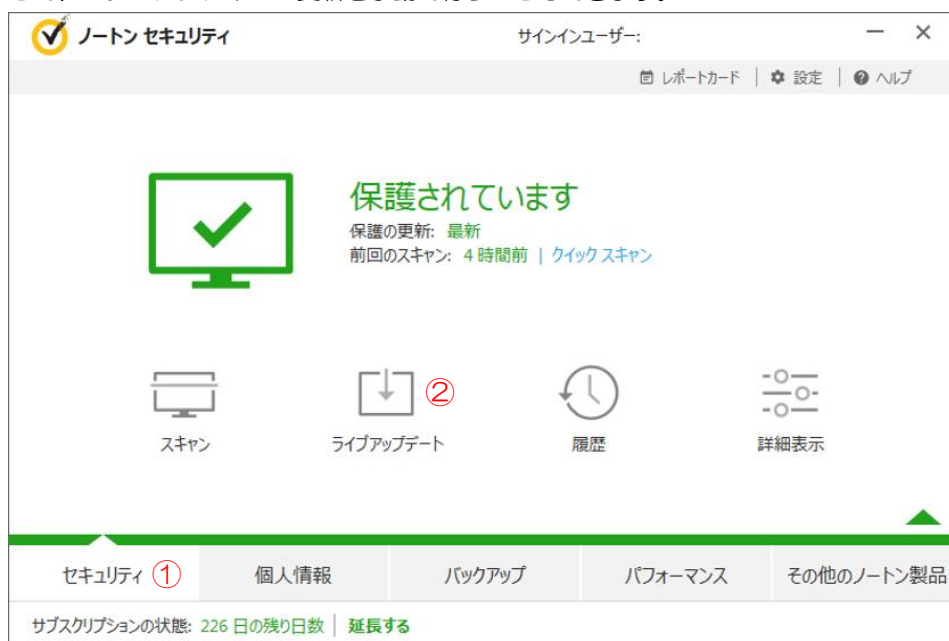 ノートン セキュリティ サインインユーザー:
レポートカード | 設定 | ヘルプ
保護されています
保護の更新: 最新
前回のスキャン: 4 時間前 | クイック スキャン
②
スキャン ライブアップデート 履歴 詳細表示
セキュリティ ① 個人情報 バックアップ パフォーマンス その他のノートン製品
サブスクリプションの状態: 226 日の残り日数 | 延長する